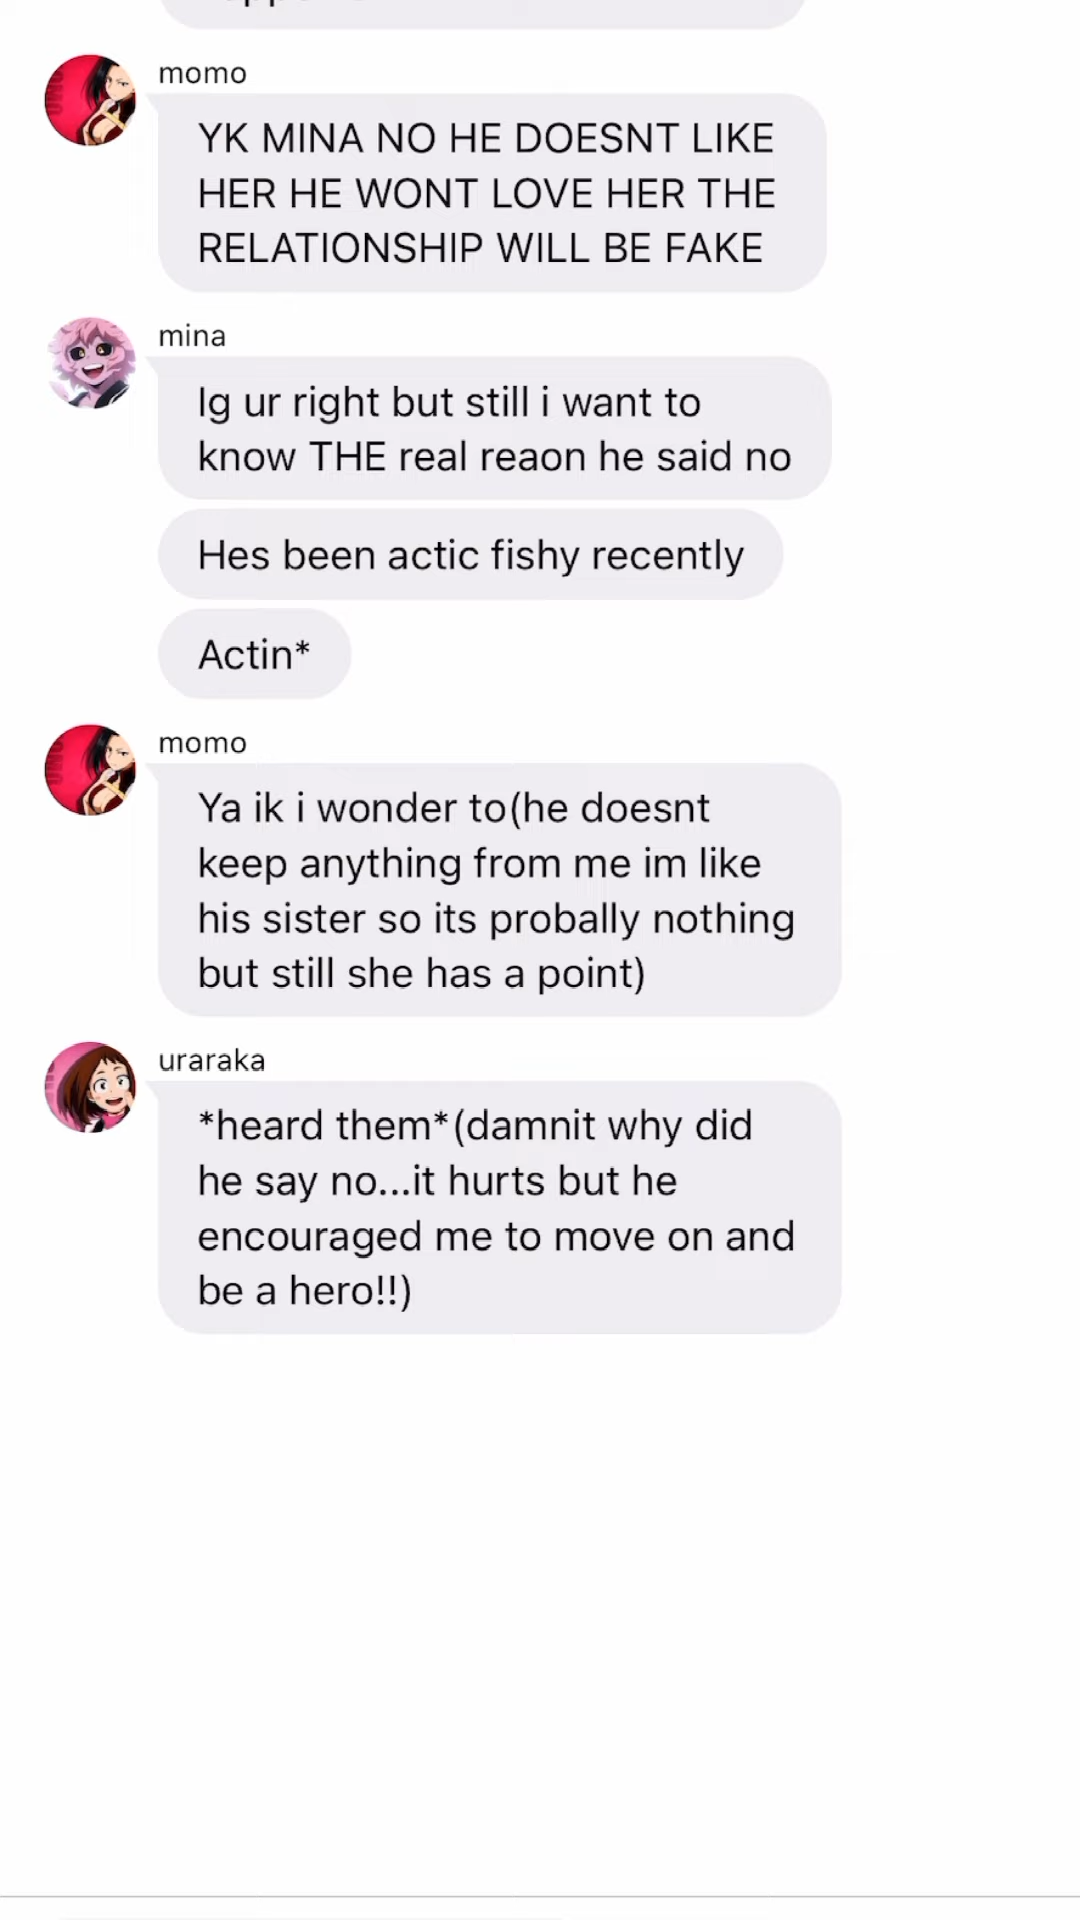 momo
YK MINA NO HE DOESNT LIKE
HER HE WONT LOVE HER THE
RELATIONSHIP WILL BE FAKE
mina
Ig ur right but still i want to
know THE real reaon he said no
Hes been actic fishy recently
Actin*
momo
Ya ik i wonder to(he doesnt
keep anything from me im like
his sister so its probally nothing
but still she has a point)
uraraka
*heard them*(damnit why did
he say no...it hurts but he
encouraged me to move on and
be a hero!!)